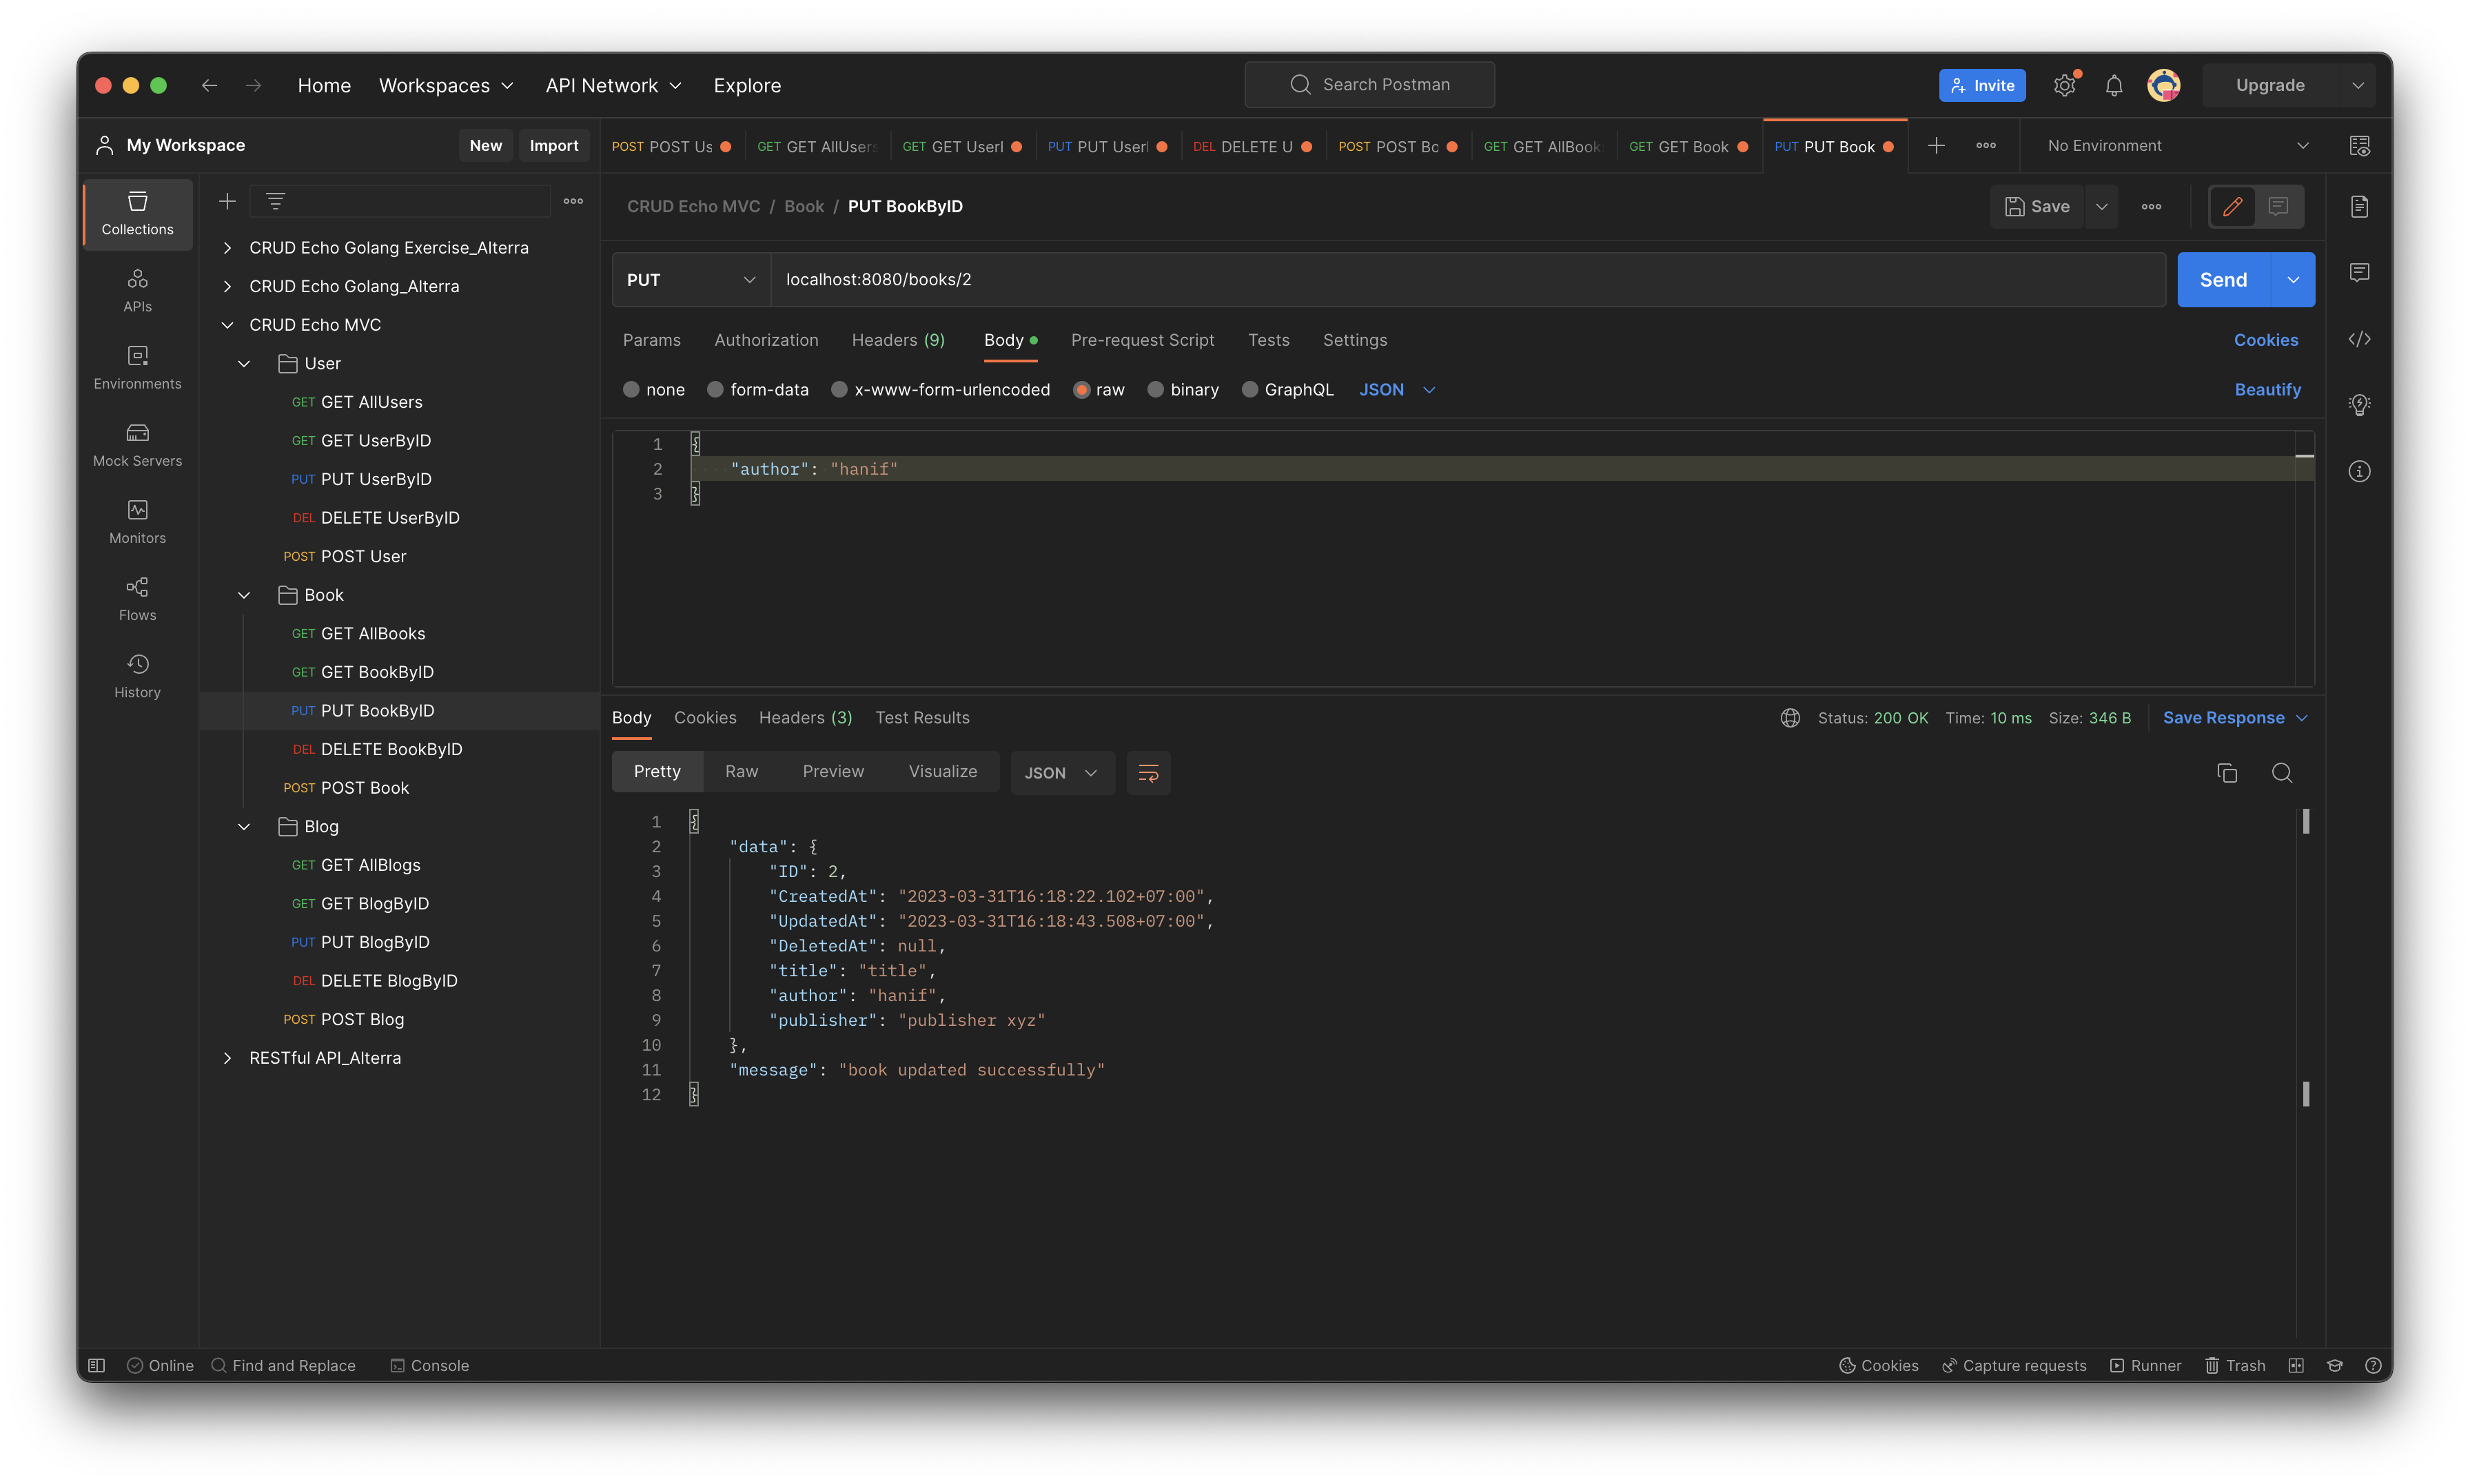 Home Workspaces API Network Explore Search Postman Invite Upgrade
My Workspace New Import
POST POST Us GET GET AllUsers GET GET UserI PUT PUT UserI DEL DELETE U POST POST Bo GET GET AllBook GET GET Book PUT PUT Book No Environment
Collections
APIs
Environments
Mock Servers
Monitors
Flows
History
CRUD Echo Golang Exercise_Alterra
CRUD Echo Golang_Alterra
CRUD Echo MVC
User
GET GET AllUsers
GET GET UserByID
PUT PUT UserByID
DEL DELETE UserByID
POST POST User
Book
GET GET AllBooks
GET GET BookByID
PUT PUT BookByID
DEL DELETE BookByID
POST POST Book
Blog
GET GET AllBlogs
GET GET BlogByID
PUT PUT BlogByID
DEL DELETE BlogByID
POST POST Blog
RESTful API_Alterra
CRUD Echo MVC / Book / PUT BookByID Save
PUT localhost:8080/books/2 Send
Params Authorization Headers (9) Body Pre-request Script Tests Settings Cookies
none form-data x-www-form-urlencoded raw binary GraphQL JSON Beautify
1 {
2 "author": "hanif"
3 }
Body Cookies Headers (3) Test Results Status: 200 OK Time: 10 ms Size: 346 B Save Response
Pretty Raw Preview Visualize JSON
1 {
2 "data": {
3 "ID": 2,
4 "CreatedAt": "2023-03-31T16:18:22.102+07:00",
5 "UpdatedAt": "2023-03-31T16:18:43.508+07:00",
6 "DeletedAt": null,
7 "title": "title",
8 "author": "hanif",
9 "publisher": "publisher xyz"
10 },
11 "message": "book updated successfully"
12 }
Online Find and Replace Console Cookies Capture requests Runner Trash